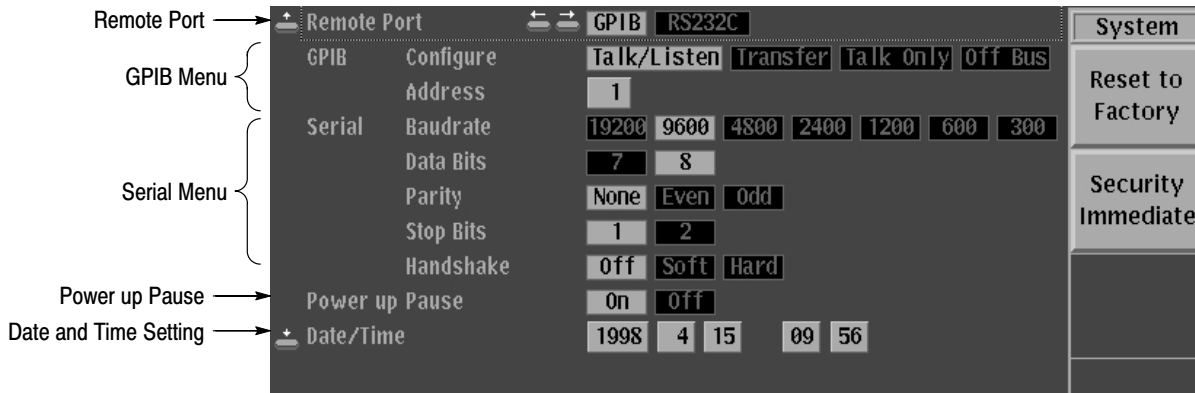 Remote Port
GPIB Menu
Serial Menu
Power up Pause
Date and Time Setting
Remote Port GPIB RS232C
GPIB Configure Talk/Listen Transfer Talk Only Off Bus
Address 1
Serial Baudrate 19200 9600 4800 2400 1200 600 300
Data Bits 7 8
Parity None Even Odd
Stop Bits 1 2
Handshake Off Soft Hard
Power up Pause On Off
Date/Time 1998 4 15 09 56
System
Reset to
Factory
Security
Immediate